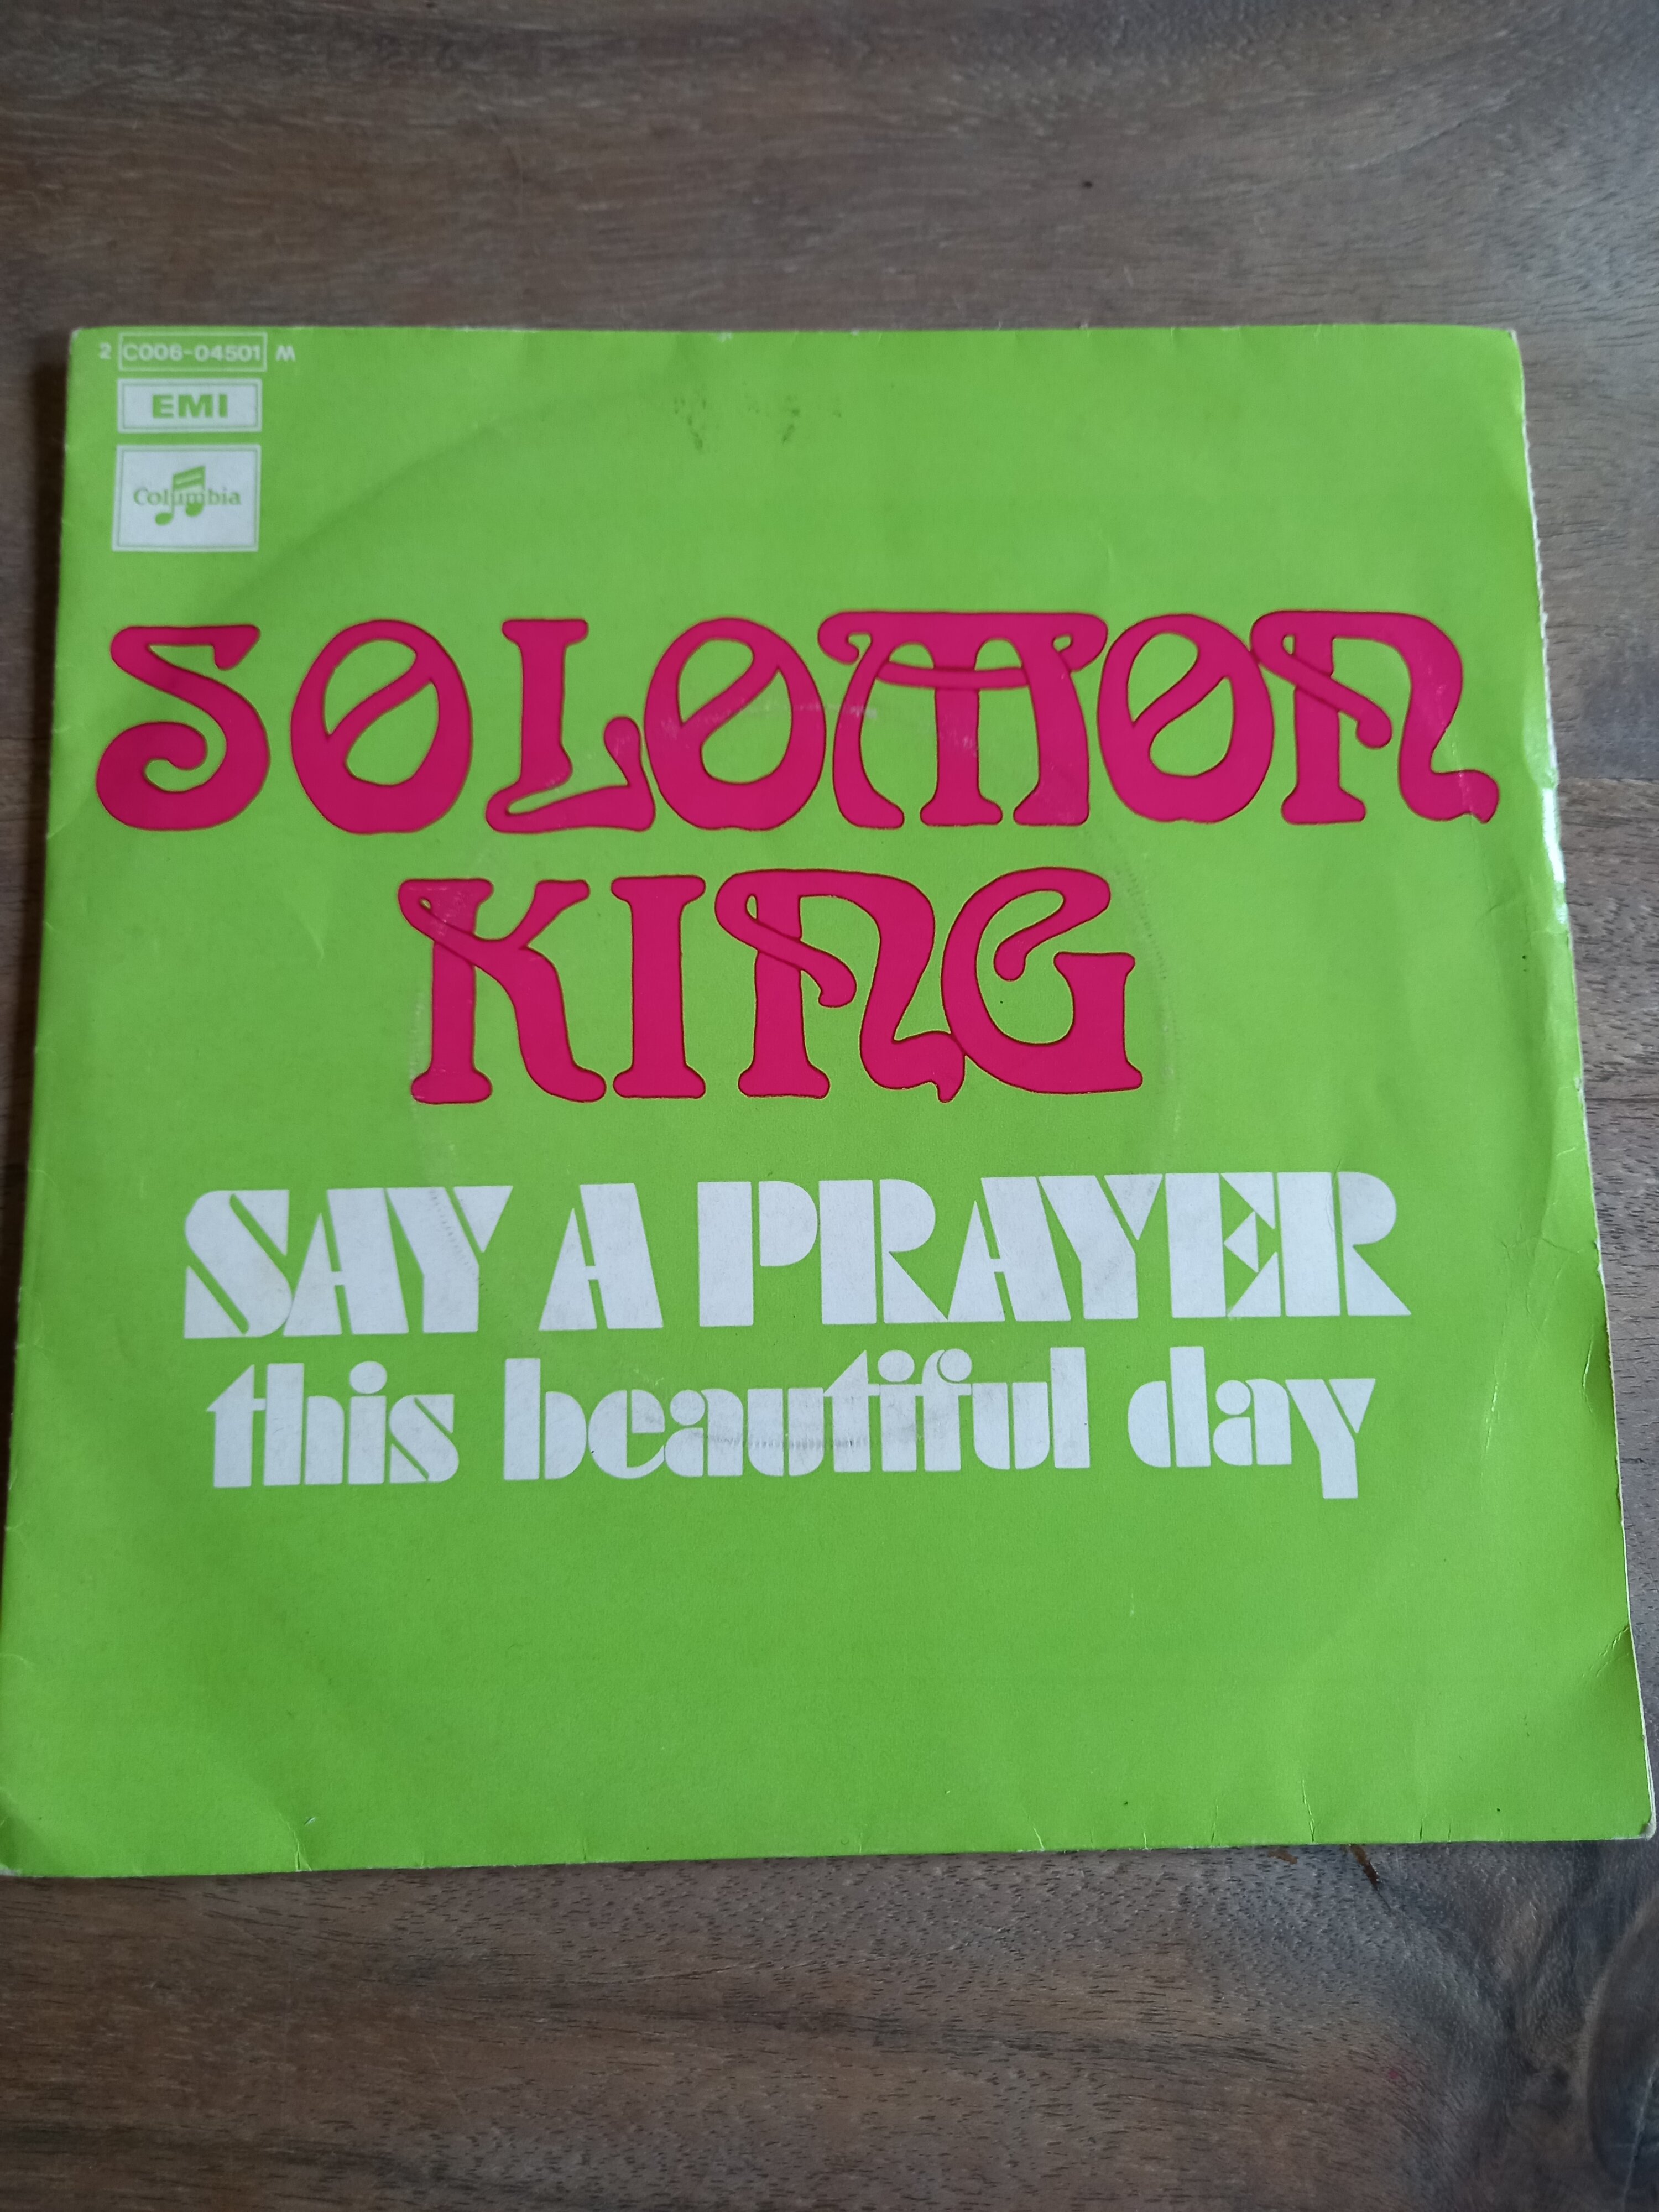 2 C006-04501 M
EMI
Columbia
SOLOMON
KING
SAY A PRAYER
this beautiful day